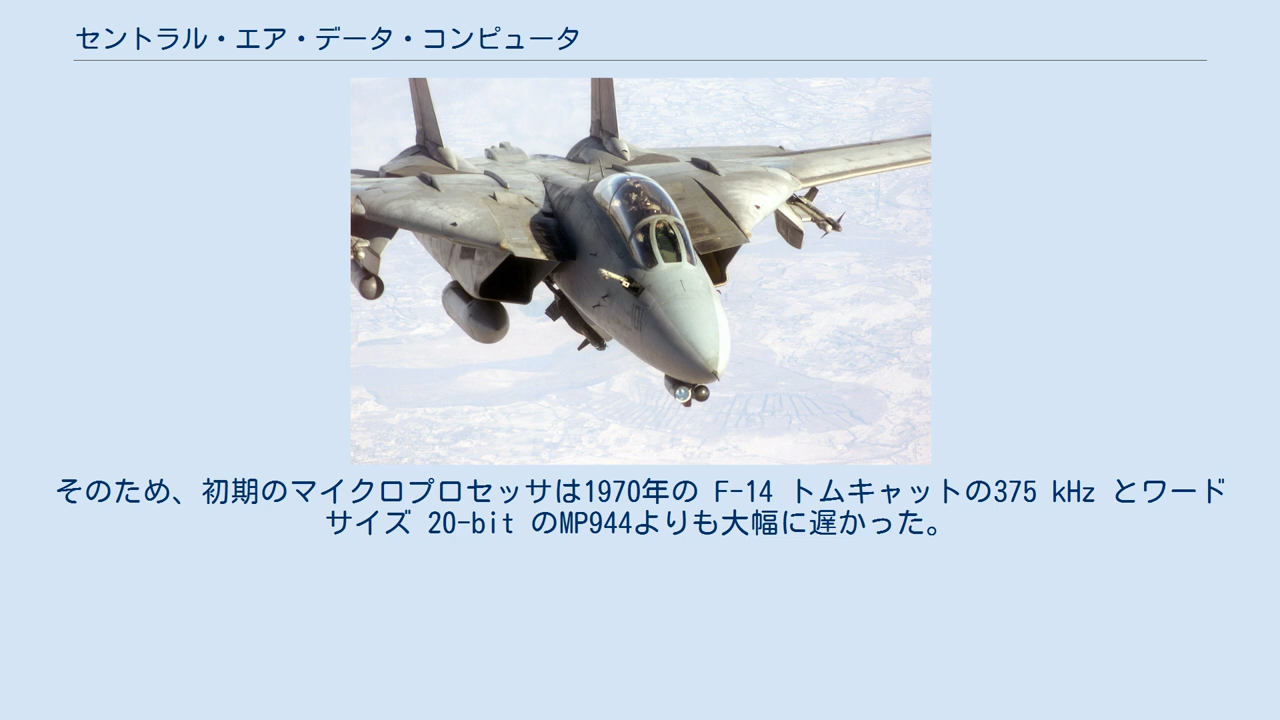 セントラル・エア・データ・コンピュータ
そのため、初期のマイクロプロセッサは1970年の F-14 トムキャットの375 kHz とワード
サイズ 20-bit のMP944よりも大幅に遅かった。